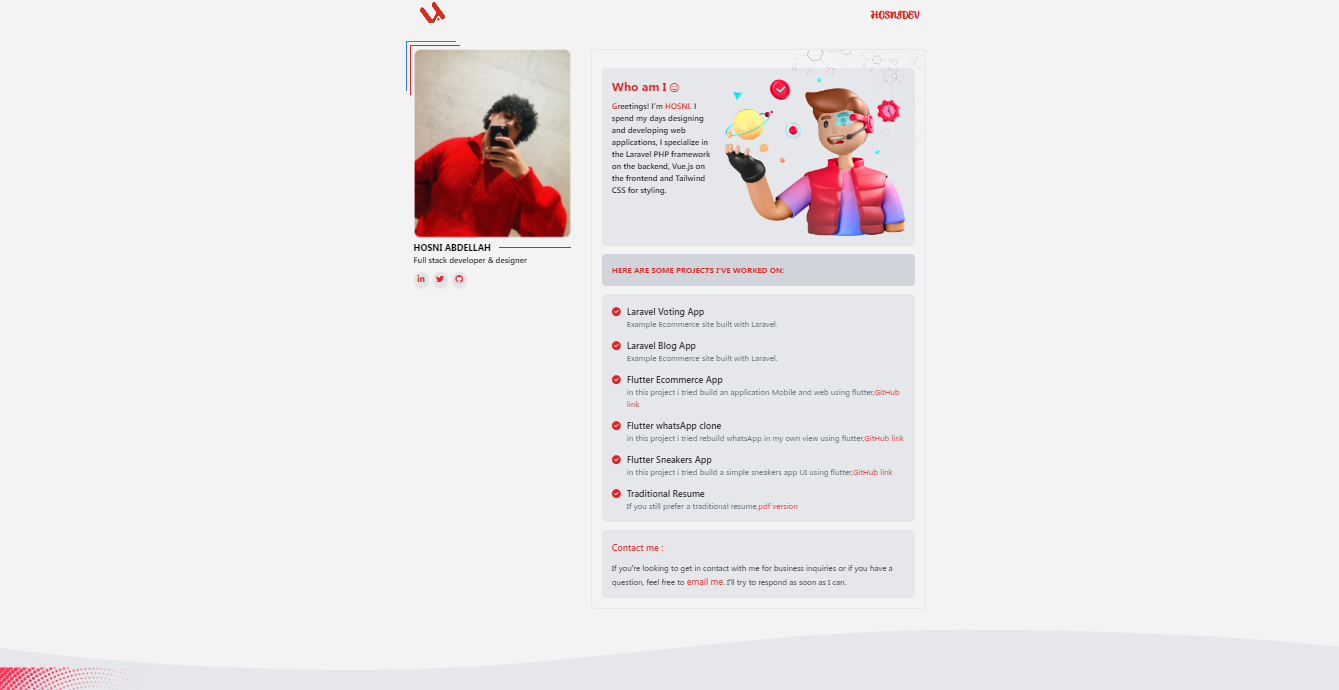 HOSNIDEV
HOSNI ABDELLAH
Full stack developer & designer
Who am I
Greetings! I'm HOSNI. I
spend my days designing
and developing web
applications, I specialize in
the Laravel PHP framework
on the backend, Vue.js on
the frontend and Tailwind
CSS for styling.
HERE ARE SOME PROJECTS I'VE WORKED ON:
Laravel Voting App
Example Ecommerce site built with Laravel.
Laravel Blog App
Example Ecommerce site built with Laravel.
Flutter Ecommerce App
in this project i tried build an application Mobile and web using flutter,GitHub
link
Flutter whatsApp clone
in this project i tried rebuild whatsApp in my own view using flutter,GitHub link
Flutter Sneakers App
in this project i tried build a simple sneakers app UI using flutter,GitHub link
Traditional Resume
If you still prefer a traditional resume,pdf version
Contact me :
If you're looking to get in contact with me for business inquiries or if you have a
question, feel free to email me. I'll try to respond as soon as I can.